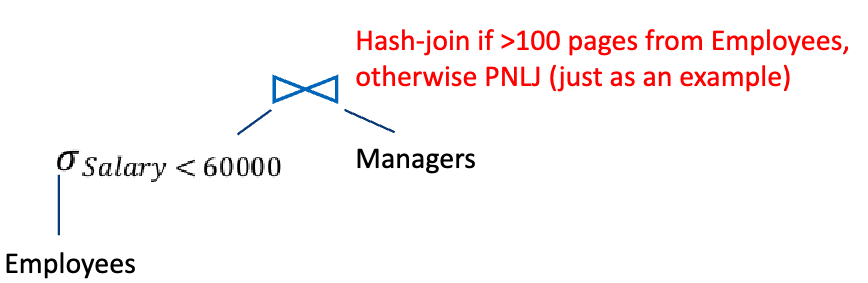 Hash-join if >100 pages from Employees,
otherwise PNLJ (just as an example)
σ Salary < 60000
Managers
Employees